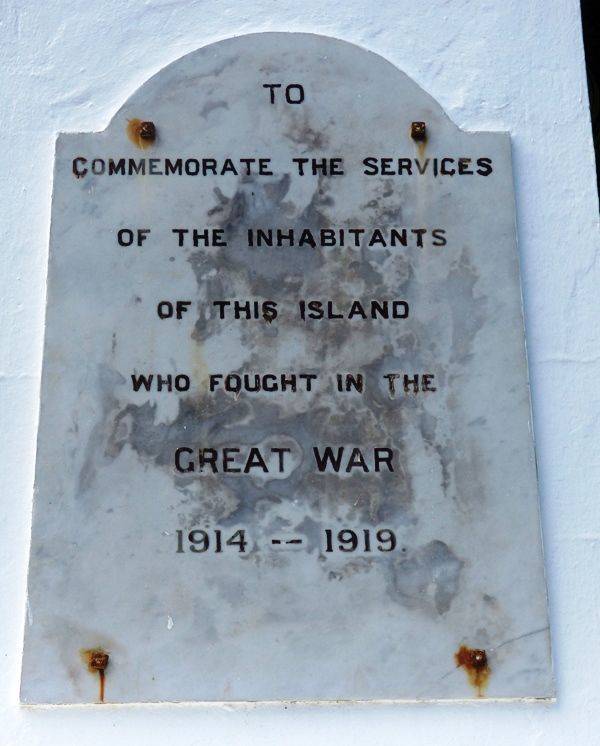 TO
COMMEMORATE THE SERVICES
OF THE INHABITANTS
OF THIS ISLAND
WHO FOUGHT IN THE
GREAT WAR
1914 -- 1919.